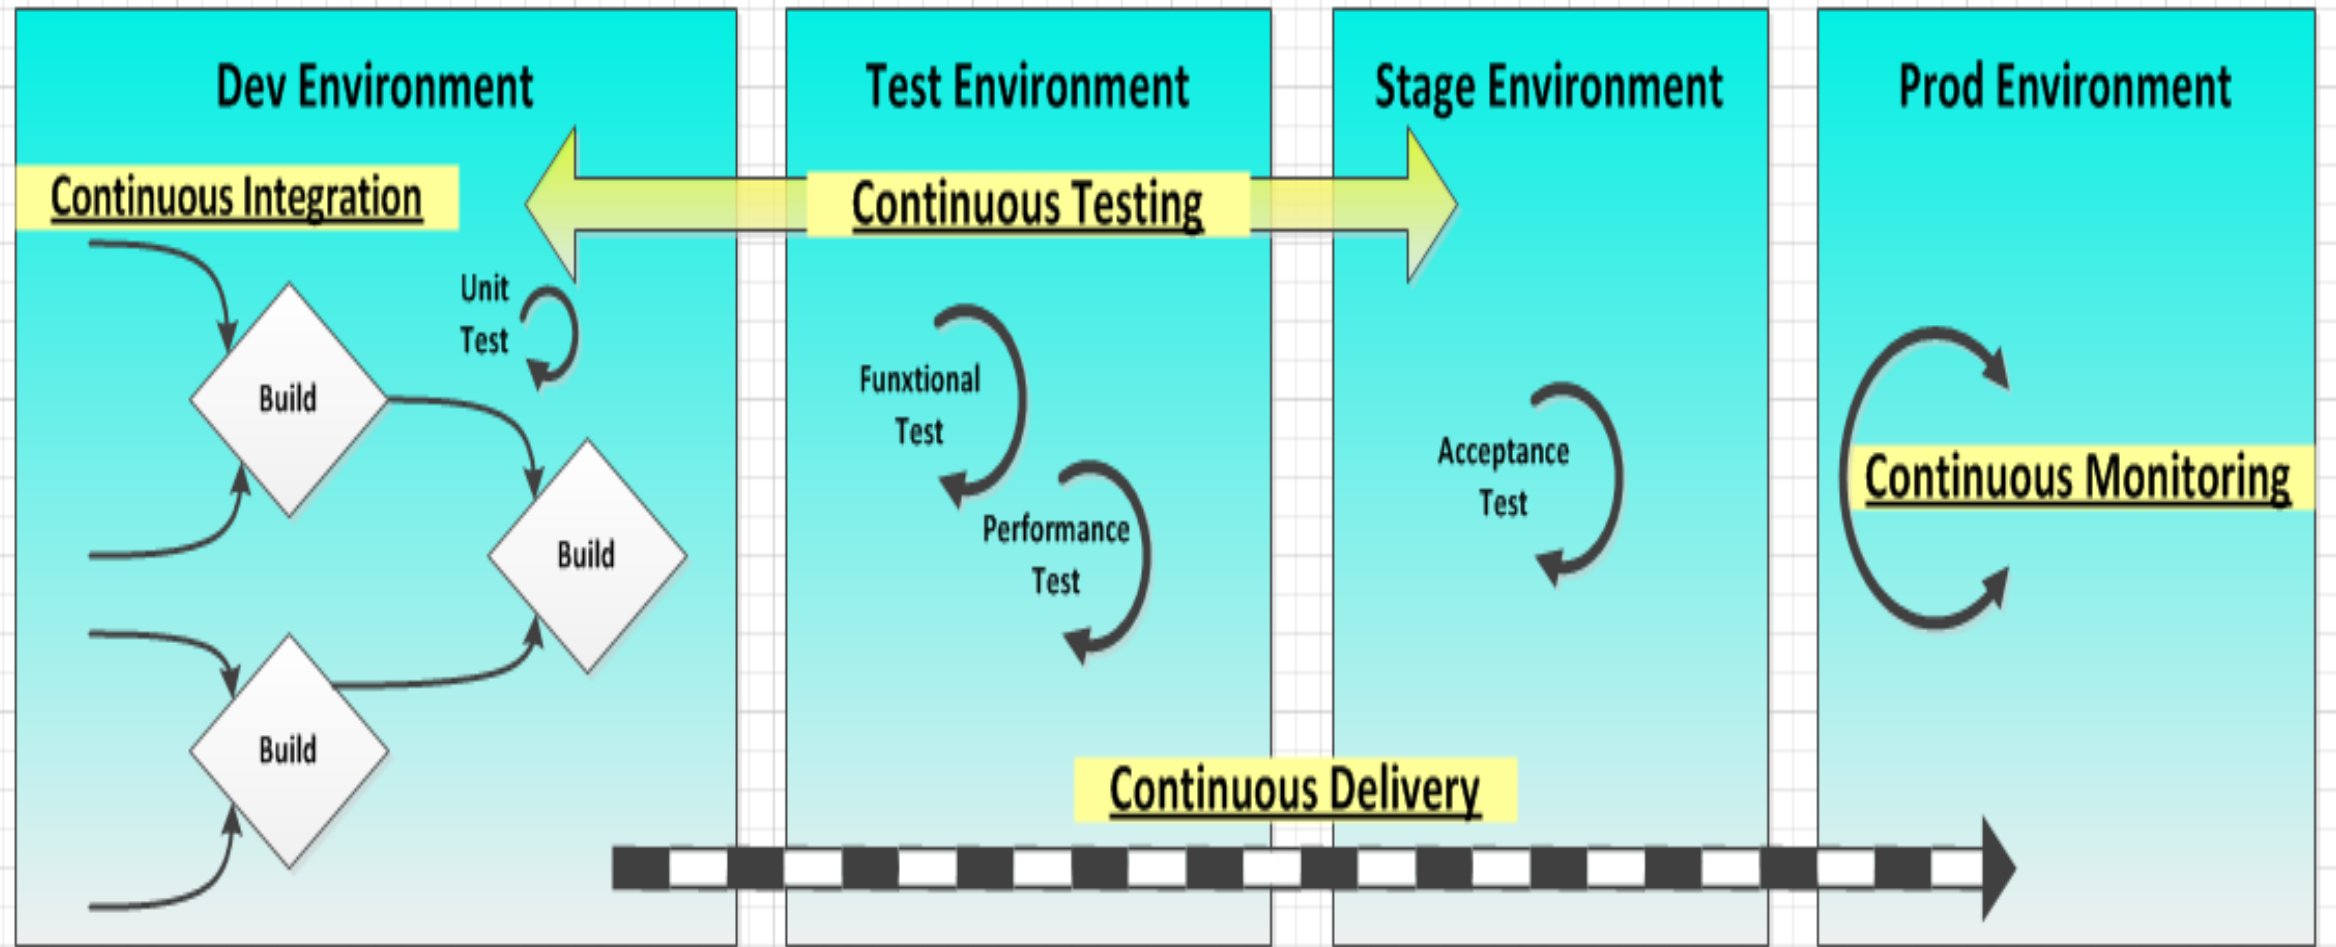 Dev Environment
Test Environment
Stage Environment
Prod Environment
Continuous Integration
Continuous Testing
Unit
Test
Build
Build
Build
Funxtional
Test
Performance
Test
Acceptance
Test
Continuous Monitoring
Continuous Delivery